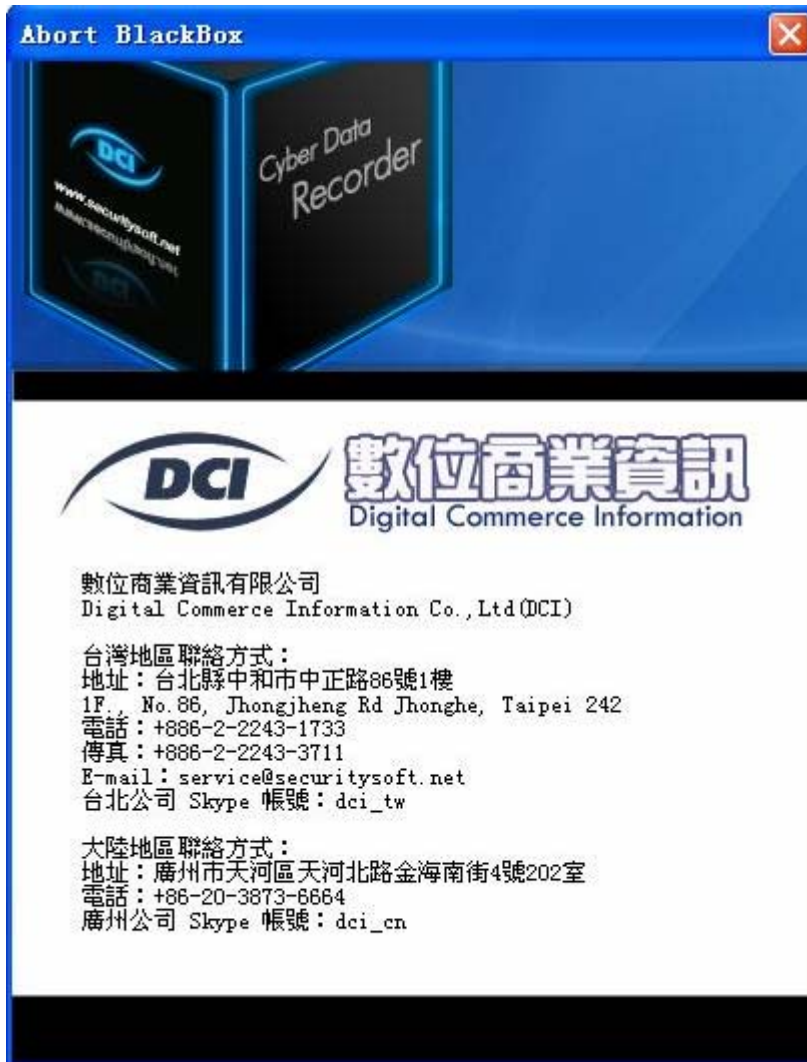 Abort BlackBox
DCI
www.securitysoft.net
Cyber Data
Recorder
DCI
數位商業資訊
Digital Commerce Information
數位商業資訊有限公司
Digital Commerce Information Co.,Ltd(DCI)
台灣地區聯絡方式：
地址：台北縣中和市中正路86號1樓
1F., No.86, Jhongjheng Rd Jhonghe, Taipei 242
電話：+886-2-2243-1733
傳真：+886-2-2243-3711
E-mail：service@securitysoft.net
台北公司 Skype 帳號：dci_tw
大陸地區聯絡方式：
地址：廣州市天河區天河北路金海南街4號202室
電話：+86-20-3873-6664
廣州公司 Skype 帳號：dci_cn